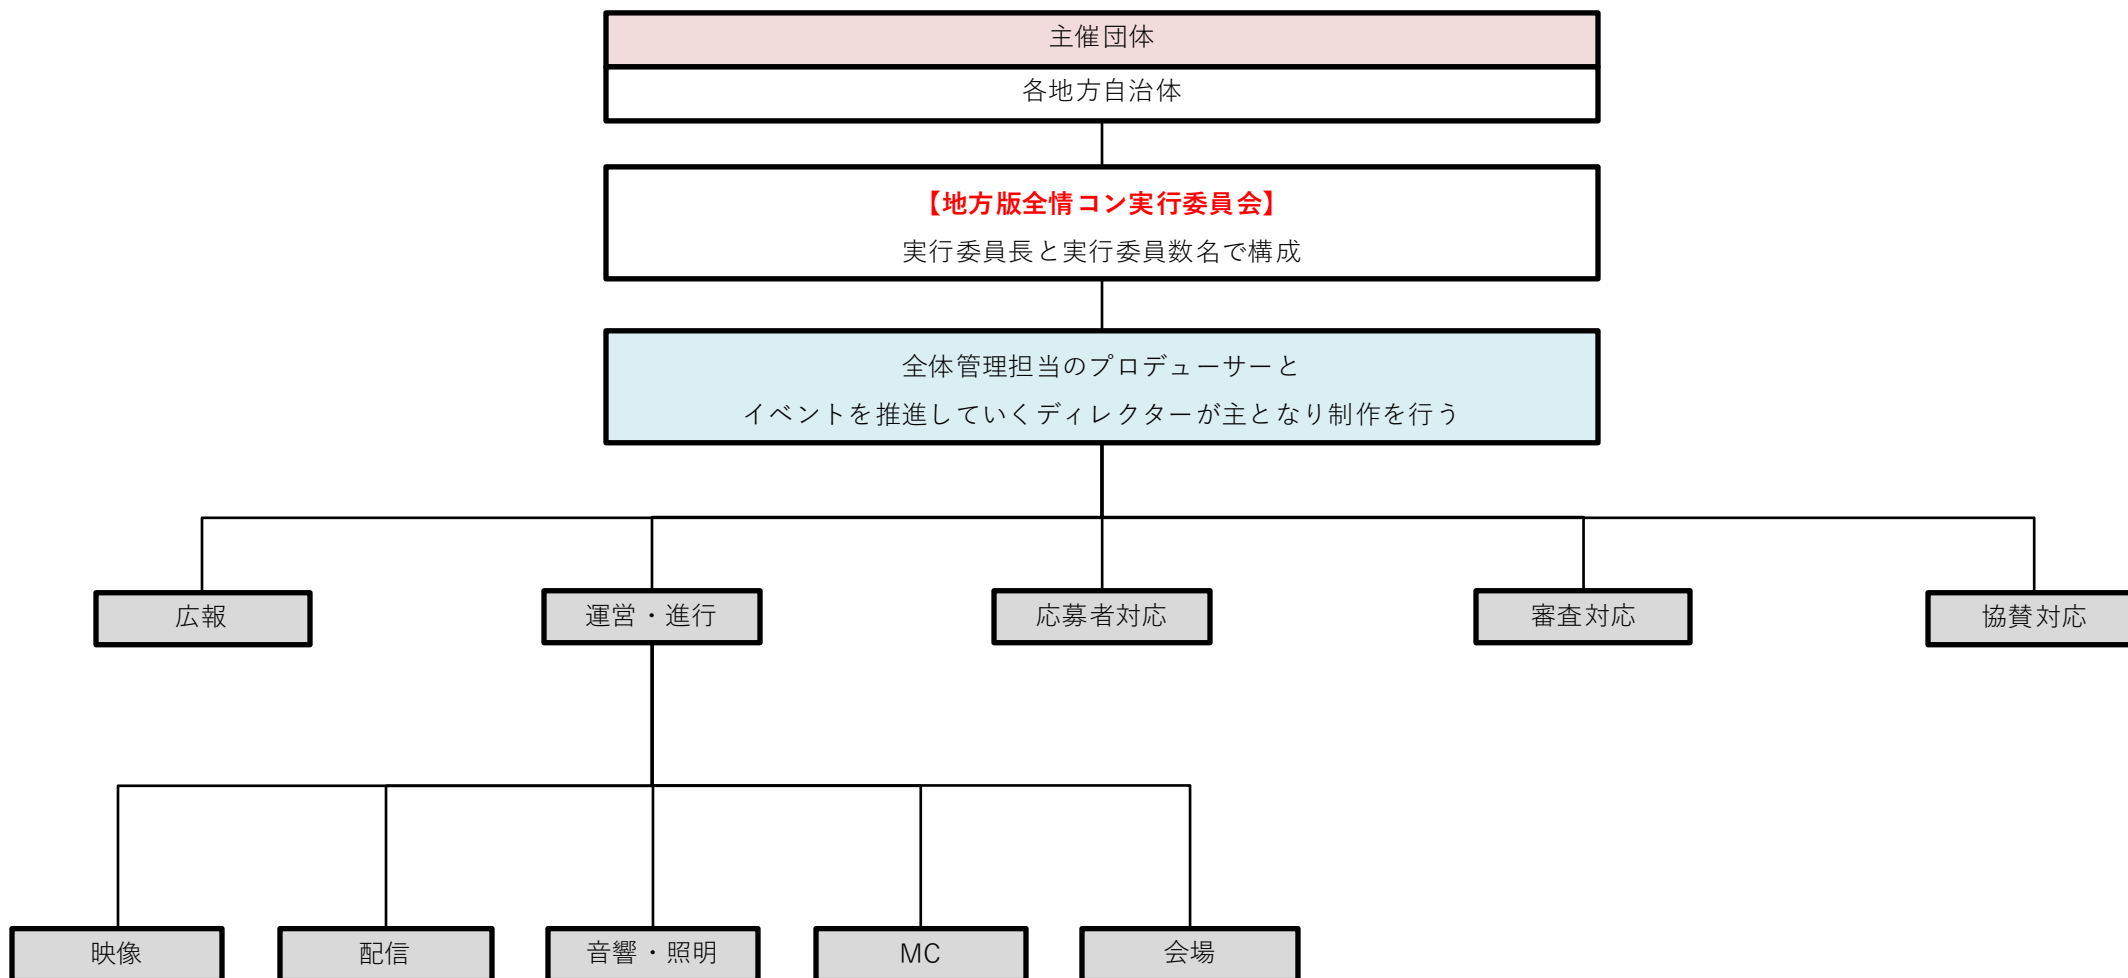 主催団体
各地方自治体
【地方版全情コン実行委員会】
実行委員長と実行委員数名で構成
全体管理担当のプロデューサーと
イベントを推進していくディレクターが主となり制作を行う
広報
運営・進行
応募者対応
審査対応
協賛対応
映像
配信
音響・照明
MC
会場